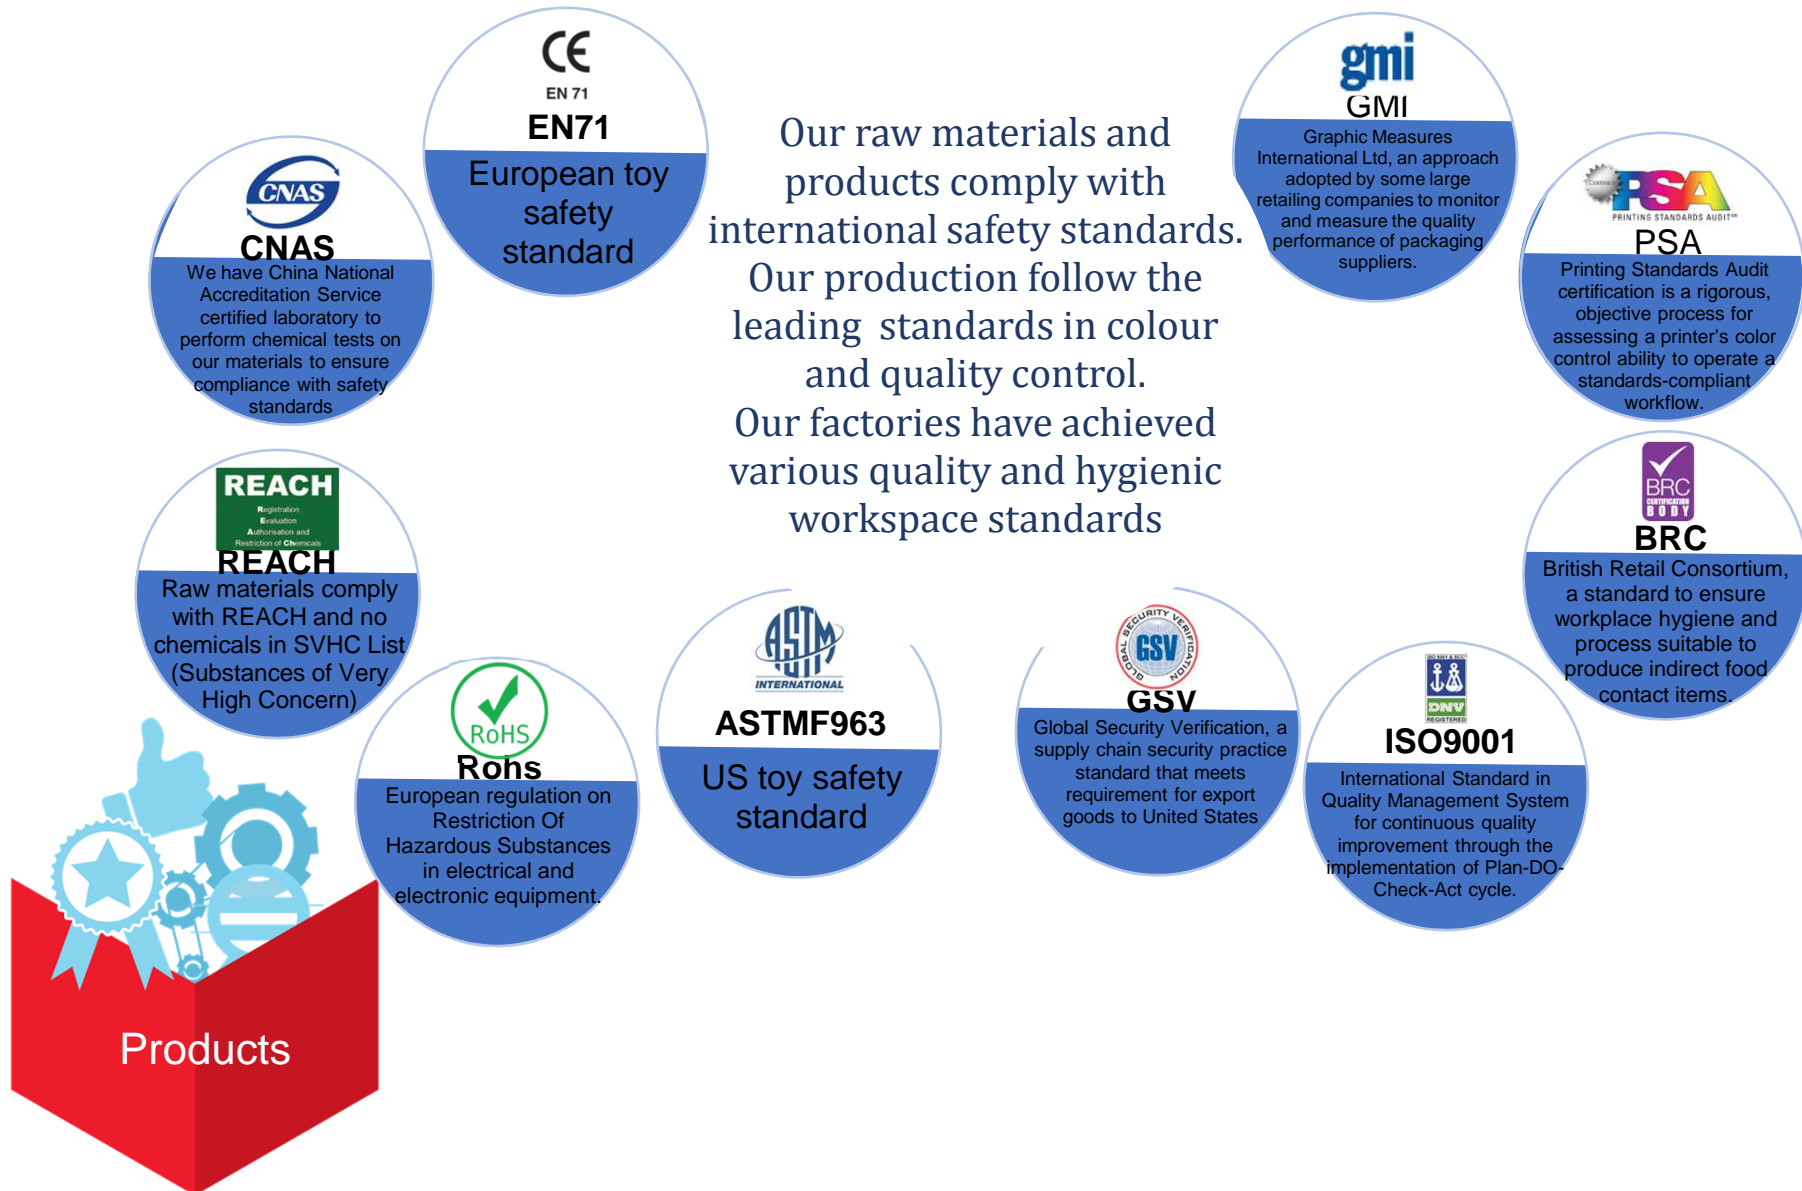 CE
EN 71
EN71
European toy
safety
standard
CNAS
CNAS
We have China National
Accreditation Service
certified laboratory to
perform chemical tests on
our materials to ensure
compliance with safety
standards
REACH
Registration
Evaluation
Authorisation and
Restriction of Chemicals
REACH
Raw materials comply
with REACH and no
chemicals in SVHC List
(Substances of Very
High Concern)
RoHS
Rohs
European regulation on
Restriction Of
Hazardous Substances
in electrical and
electronic equipment.
ASTM
INTERNATIONAL
ASTMF963
US toy safety
standard
Our raw materials and
products comply with
international safety standards.
Our production follow the
leading standards in colour
and quality control.
Our factories have achieved
various quality and hygienic
workspace standards
gmi
GMI
Graphic Measures
International Ltd, an approach
adopted by some large
retailing companies to monitor
and measure the quality
performance of packaging
suppliers.
CERTIFIED
PSA
PRINTING STANDARDS AUDIT℠
PSA
Printing Standards Audit
certification is a rigorous,
objective process for
assessing a printer's color
control ability to operate a
standards-compliant
workflow.
BRC
CERTIFICATION
BODY
BRC
British Retail Consortium,
a standard to ensure
workplace hygiene and
process suitable to
produce indirect food
contact items.
GLOBAL SECURITY VERIFICATION
GSV
GSV
Global Security Verification, a
supply chain security practice
standard that meets
requirement for export
goods to United States
ISO 9001 & SCC
DNV
REGISTERED
ISO9001
International Standard in
Quality Management System
for continuous quality
improvement through the
implementation of Plan-DO-
Check-Act cycle.
Products